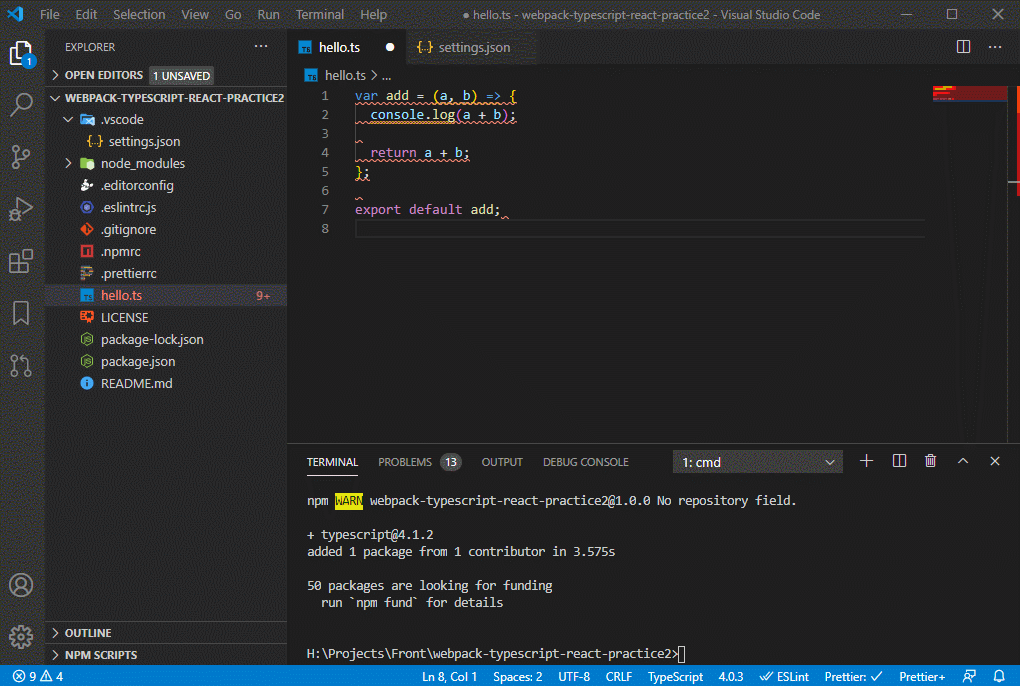 File Edit Selection View Go Run Terminal Help
● hello.ts - webpack-typescript-react-practice2 - Visual Studio Code
1
EXPLORER ...
OPEN EDITORS 1 UNSAVED
WEBPACK-TYPESCRIPT-REACT-PRACTICE2
.vscode
{..} settings.json
node_modules
.editorconfig
.eslintrc.js
.gitignore
.npmrc
.prettierrc
TS hello.ts 9+
LICENSE
package-lock.json
package.json
README.md
OUTLINE
NPM SCRIPTS
TS hello.ts ● {..} settings.json ...
TS hello.ts > ...
1 var add = (a, b) => {
2 console.log(a + b);
3
4 return a + b;
5 };
6
7 export default add;
8
TERMINAL PROBLEMS 13 OUTPUT DEBUG CONSOLE 1: cmd
npm WARN webpack-typescript-react-practice2@1.0.0 No repository field.
+ typescript@4.1.2
added 1 package from 1 contributor in 3.575s
50 packages are looking for funding
run `npm fund` for details
H:\Projects\Front\webpack-typescript-react-practice2>
9 4 Ln 8, Col 1 Spaces: 2 UTF-8 CRLF TypeScript 4.0.3 ESLint Prettier: ✓ Prettier+